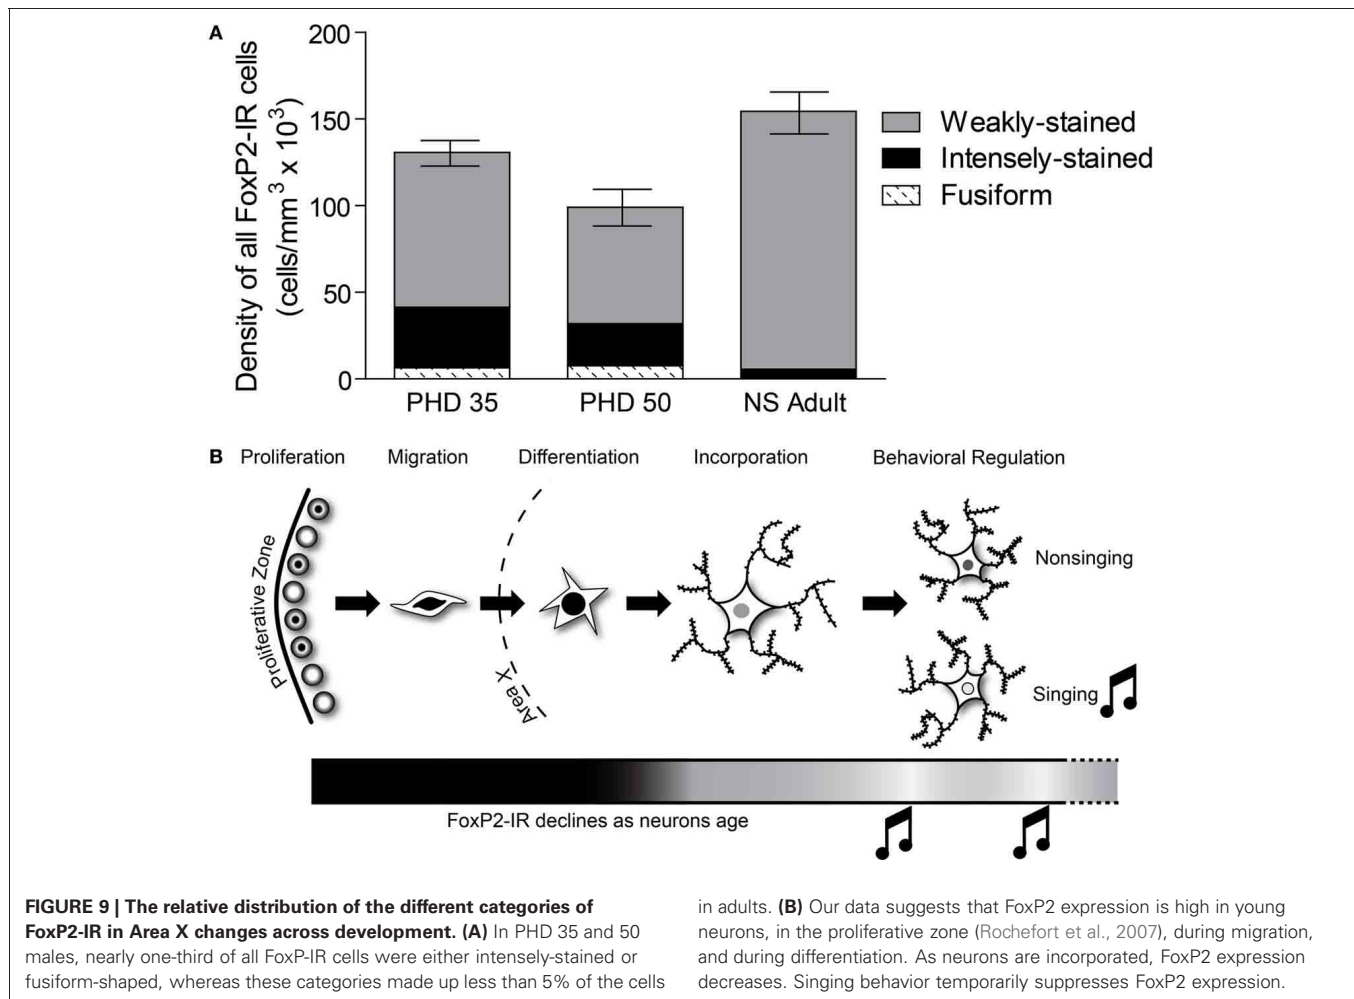 A
Density of all FoxP2-IR cells
(cells/mm 3 x 10 3)
200
150
100
50
0
PHD 35
PHD 50
NS Adult
Weakly-stained
Intensely-stained
Fusiform
B
Proliferation
Migration
Differentiation
Incorporation
Behavioral Regulation
Proliferative Zone
Area X
Nonsinging
Singing
FoxP2-IR declines as neurons age
FIGURE 9 | The relative distribution of the different categories of
FoxP2-IR in Area X changes across development. (A) In PHD 35 and 50
males, nearly one-third of all FoxP-IR cells were either intensely-stained or
fusiform-shaped, whereas these categories made up less than 5% of the cells
in adults. (B) Our data suggests that FoxP2 expression is high in young
neurons, in the proliferative zone (Rochefort et al., 2007), during migration,
and during differentiation. As neurons are incorporated, FoxP2 expression
decreases. Singing behavior temporarily suppresses FoxP2 expression.